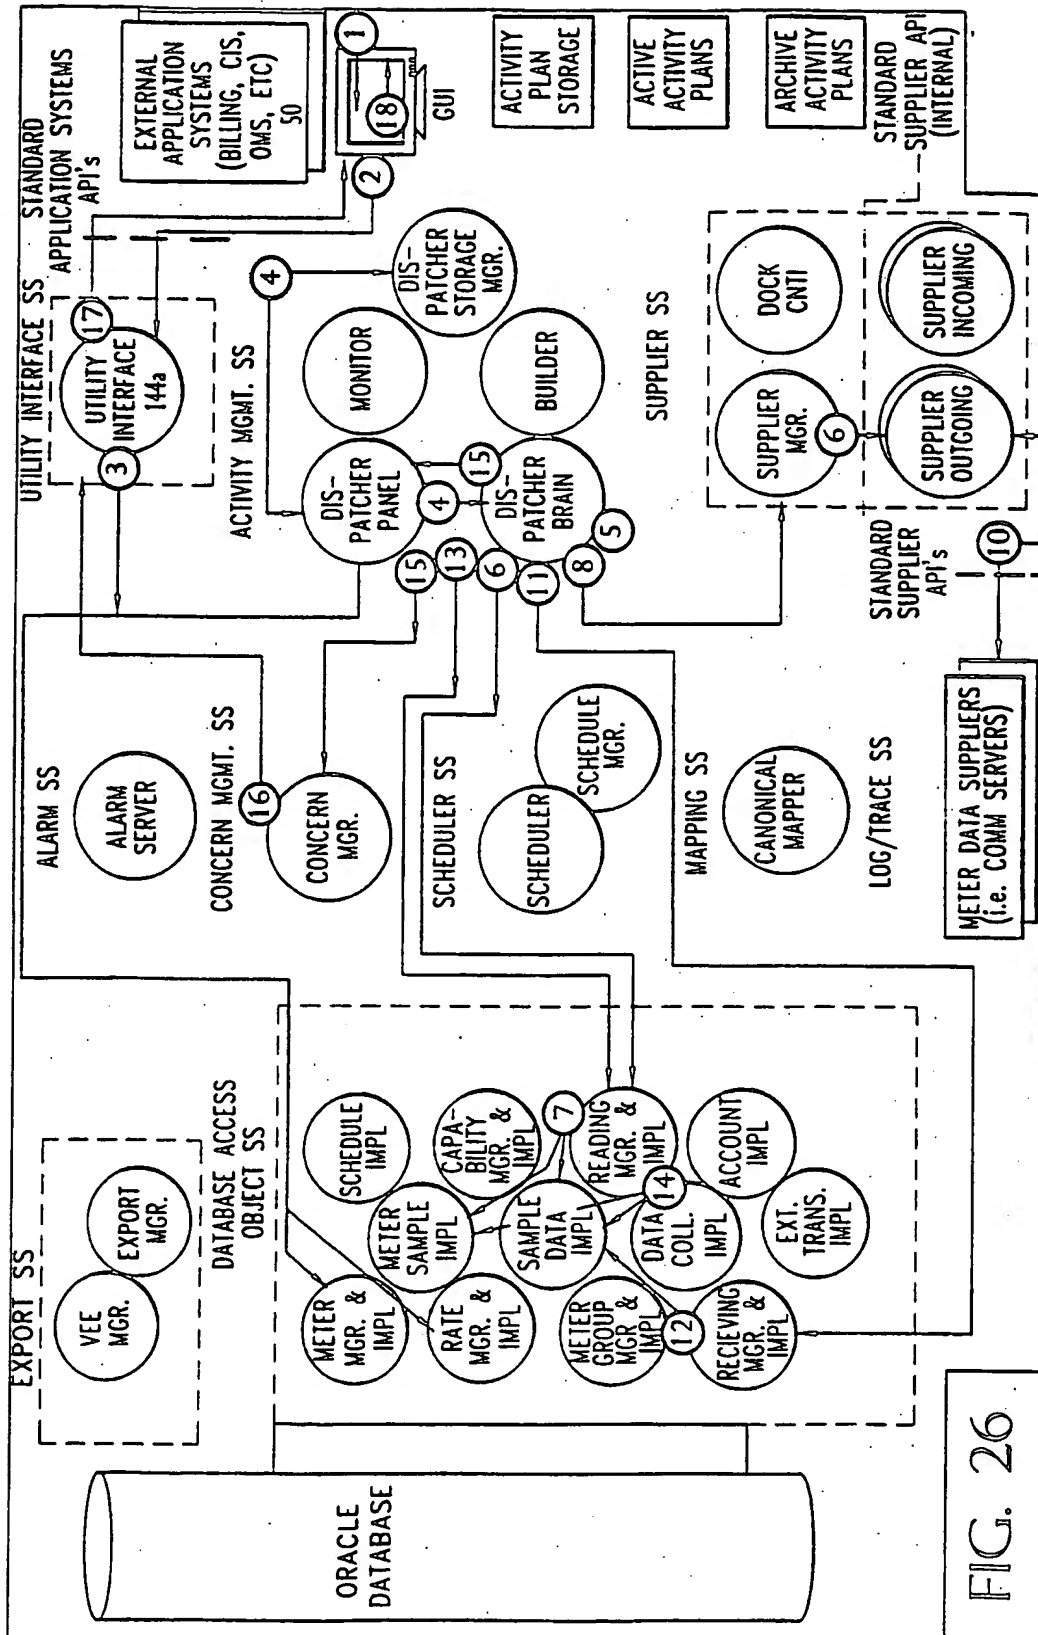 EXPORT SS
VEE
MGR.
EXPORT
MGR.
ALARM SS
ALARM
SERVER
UTILITY INTERFACE SS
3
UTILITY
INTERFACE
144a
17
STANDARD
APPLICATION SYSTEMS
API's
EXTERNAL
APPLICATION
SYSTEMS
(BILLING, CIS,
OMS, ETC)
50
2
18
1
GUI
CONCERN MGMT. SS
16
CONCERN
MGR.
ACTIVITY MGMT. SS
4
DIS-
PATCHER
PANEL
MONITOR
DIS-
PATCHER
STORAGE
MGR.
4
15
DIS-
PATCHER
BRAIN
BUILDER
15
13
6
11
8
5
ACTIVITY
PLAN
STORAGE
ACTIVE
ACTIVITY
PLANS
ARCHIVE
ACTIVITY
PLANS
DATABASE ACCESS
OBJECT SS
METER
MGR. &
IMPL
SCHEDULE
IMPL
METER
SAMPLE
IMPL
RATE
MGR. &
IMPL
CAPA-
BILITY
MGR. &
IMPL
7
SAMPLE
DATA
IMPL
METER
GROUP
MGR &
IMPL
READING
MGR. &
IMPL
14
DATA
COLL.
IMPL
12
RECIEVING
MGR. &
IMPL
ACCOUNT
IMPL
EXT.
TRANS.
IMPL
ORACLE
DATABASE
SCHEDULER SS
SCHEDULER
SCHEDULE
MGR.
MAPPING SS
CANONICAL
MAPPER
LOG/TRACE SS
SUPPLIER SS
SUPPLIER
MGR.
6
DOCK
CNTI
SUPPLIER
OUTGOING
SUPPLIER
INCOMING
STANDARD
SUPPLIER API
(INTERNAL)
STANDARD
SUPPLIER
API's
10
METER DATA SUPPLIERS
(i.e. COMM SERVERS)
FIG. 26